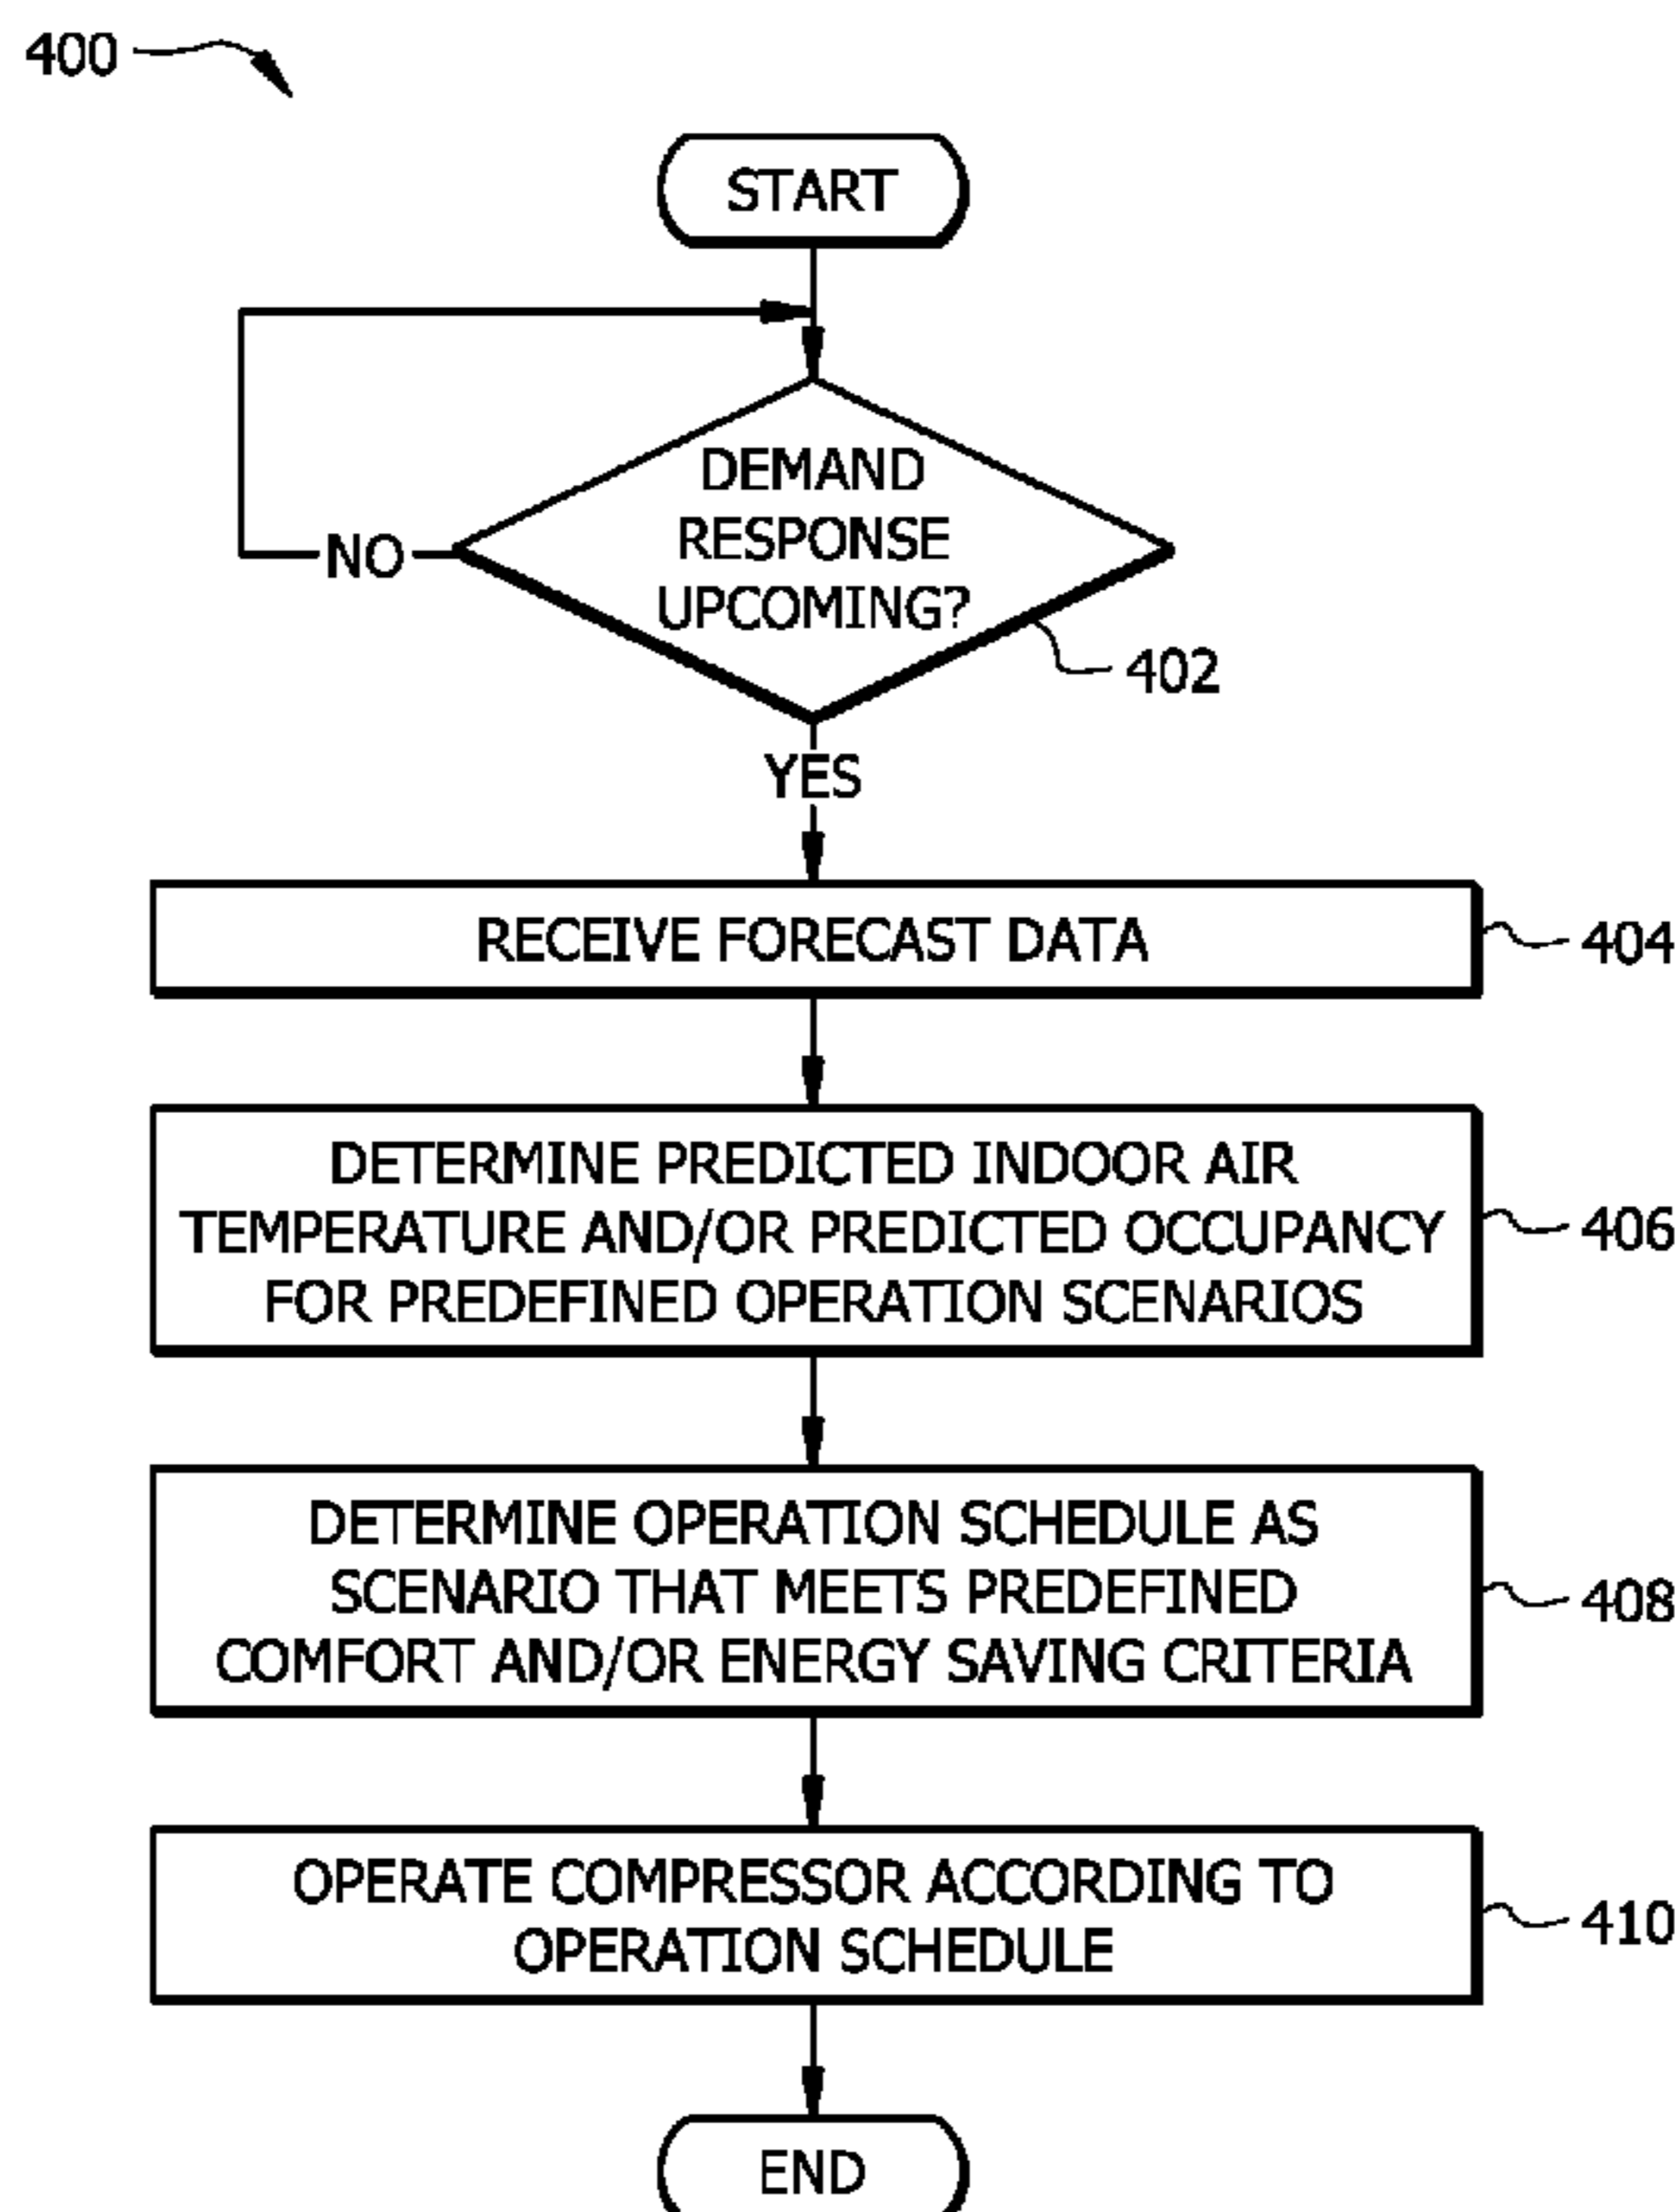 400
START
DEMAND
RESPONSE
UPCOMING?
NO
402
YES
RECEIVE FORECAST DATA
404
DETERMINE PREDICTED INDOOR AIR
TEMPERATURE AND/OR PREDICTED OCCUPANCY
FOR PREDEFINED OPERATION SCENARIOS
406
DETERMINE OPERATION SCHEDULE AS
SCENARIO THAT MEETS PREDEFINED
COMFORT AND/OR ENERGY SAVING CRITERIA
408
OPERATE COMPRESSOR ACCORDING TO
OPERATION SCHEDULE
410
END